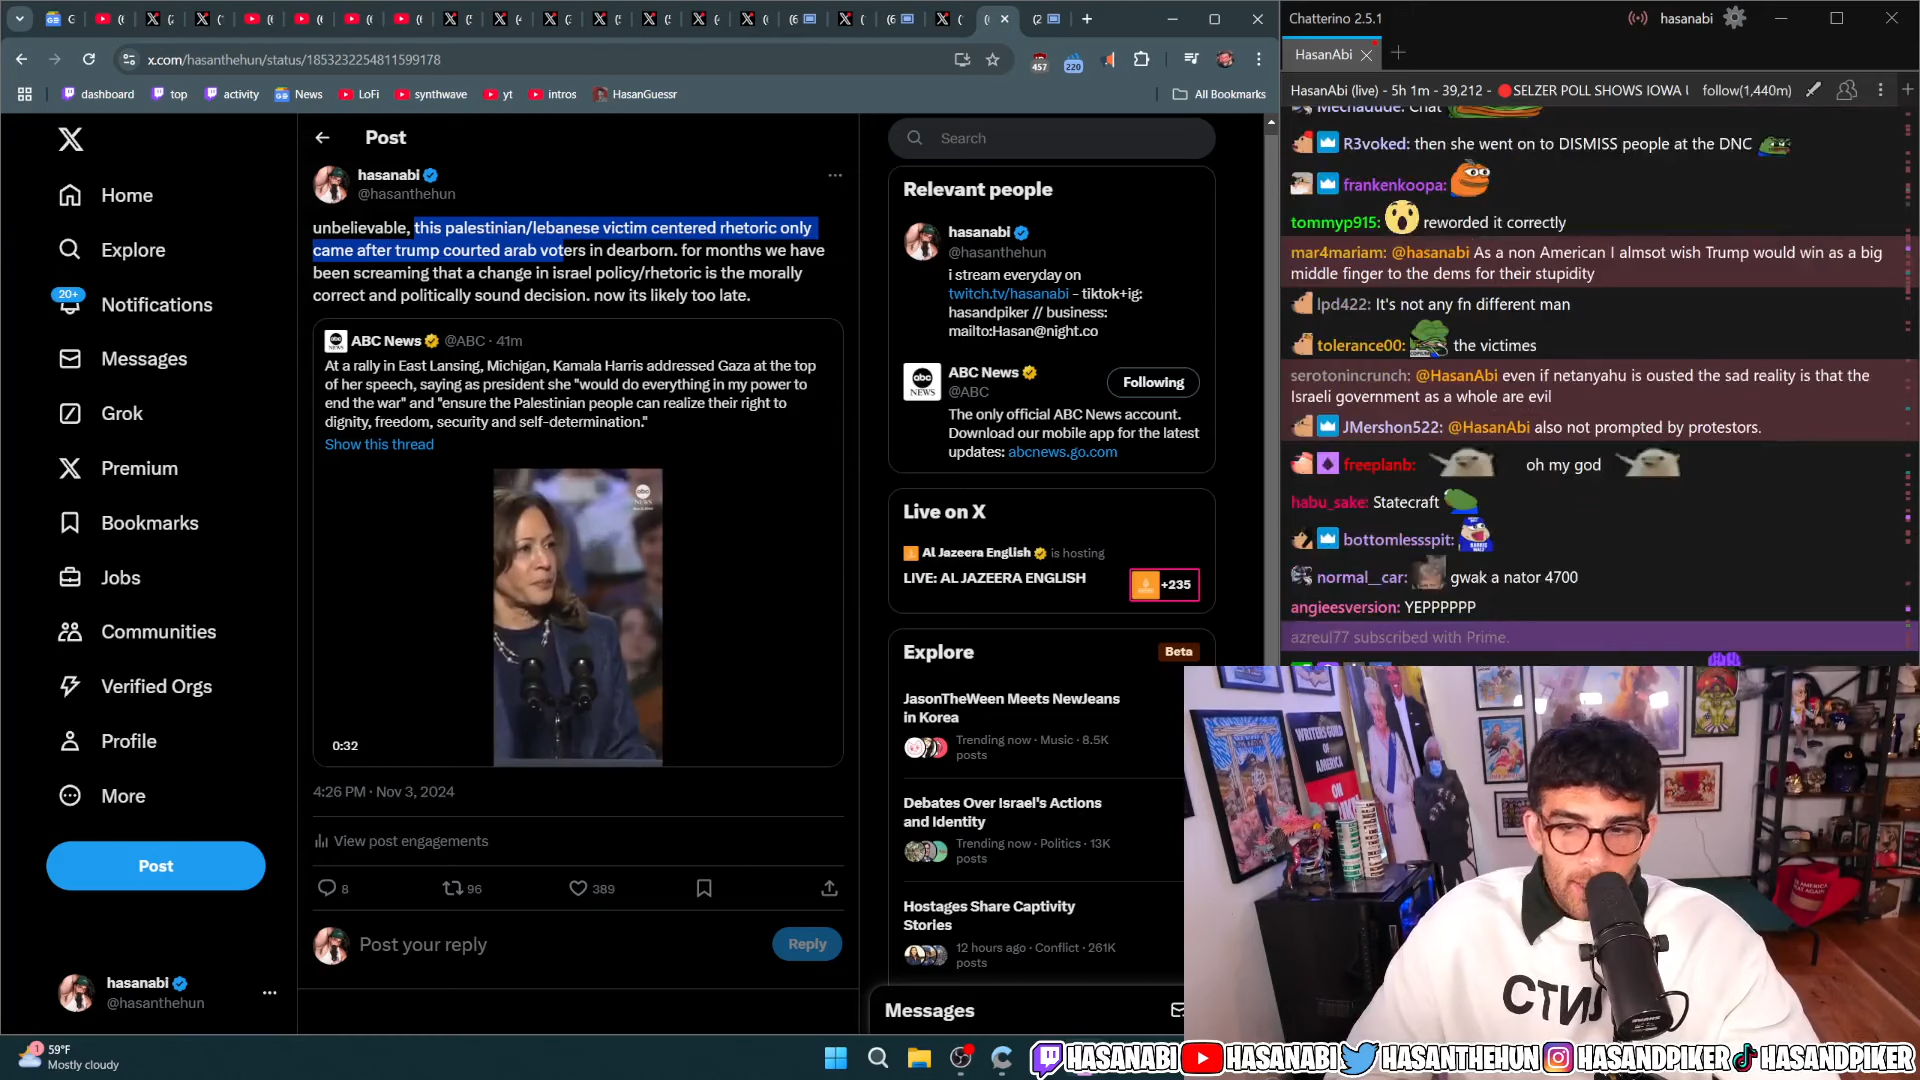 x.com/hasanthehun/status/1853232254811599178
457
220
dashboard
top
activity
News
LoFi
synthwave
yt
intros
HasanGuessr
All Bookmarks
Home
Explore
20+
Notifications
Messages
Grok
Premium
Bookmarks
Jobs
Communities
Verified Orgs
Profile
More
Post
hasanabi
@hasanthehun
Post
hasanabi
@hasanthehun
unbelievable, this palestinian/lebanese victim centered rhetoric only
came after trump courted arab voters in dearborn. for months we have
been screaming that a change in israel policy/rhetoric is the morally
correct and politically sound decision. now its likely too late.
ABC News @ABC · 41m
At a rally in East Lansing, Michigan, Kamala Harris addressed Gaza at the top
of her speech, saying as president she "would do everything in my power to
end the war" and "ensure the Palestinian people can realize their right to
dignity, freedom, security and self-determination."
Show this thread
abc
NEWS
0:32
4:26 PM · Nov 3, 2024
View post engagements
8
96
389
Post your reply
Reply
Search
Relevant people
hasanabi
@hasanthehun
i stream everyday on
twitch.tv/hasanabi - tiktok+ig:
hasandpiker // business:
mailto:Hasan@night.co
abc
NEWS
ABC News
@ABC
Following
The only official ABC News account.
Download our mobile app for the latest
updates: abcnews.go.com
Live on X
Al Jazeera English is hosting
LIVE: AL JAZEERA ENGLISH
+235
Explore
Beta
JasonTheWeen Meets NewJeans
in Korea
Trending now · Music · 8.5K
posts
Debates Over Israel's Actions
and Identity
Trending now · Politics · 13K
posts
Hostages Share Captivity
Stories
12 hours ago · Conflict · 261K
posts
Messages
Chatterino 2.5.1
hasanabi
HasanAbi
HasanAbi (live) - 5h 1m - 39,212 - SELZER POLL SHOWS IOWA
follow(1,440m)
Mechadude: Chat
R3voked: then she went on to DISMISS people at the DNC
frankenkoopa:
tommyp915: reworded it correctly
mar4mariam: @hasanabi As a non American I almsot wish Trump would win as a big
middle finger to the dems for their stupidity
lpd422: It's not any fn different man
tolerance00: the victimes
serotonincrunch: @HasanAbi even if netanyahu is ousted the sad reality is that the
Israeli government as a whole are evil
JMershon522: @HasanAbi also not prompted by protestors.
freeplanb: oh my god
habu_sake: Statecraft
bottomlessspit:
normal__car: gwak a nator 4700
angieesversion: YEPPPPPP
azreul77 subscribed with Prime.
WRITERS GUILD
OF
AMERICA
ON
1
59°F
Mostly cloudy
HASANABI HASANABI HASANTHEHUN HASANDPIKER HASANDPIKER